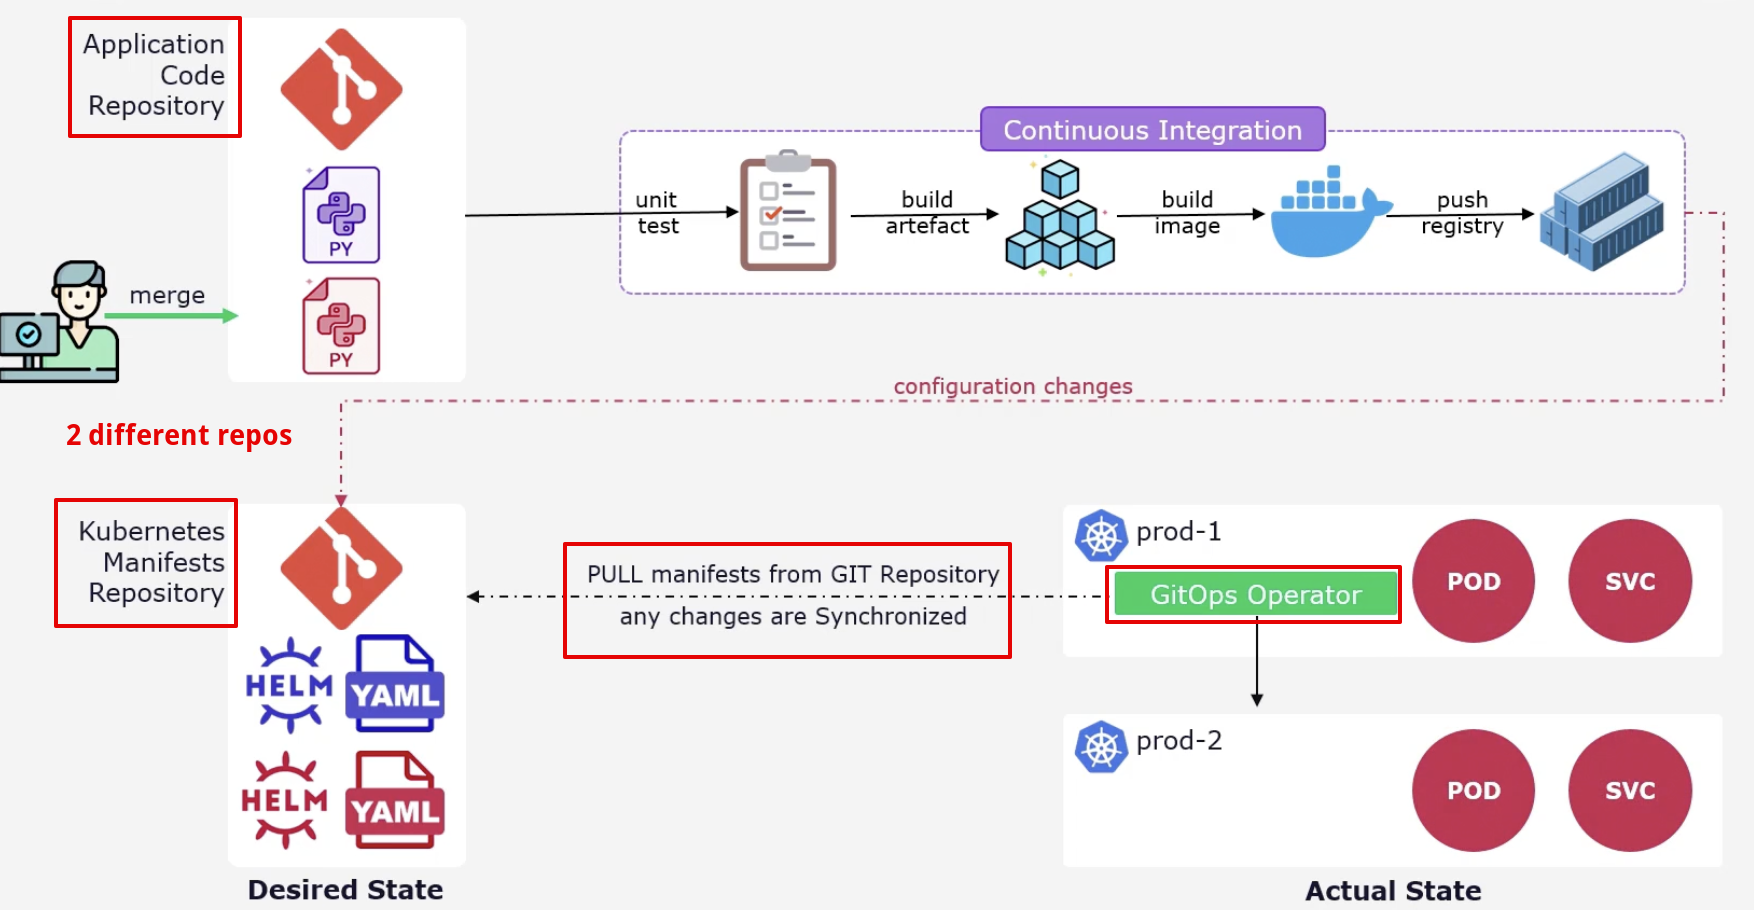 Application
Code
Repository
PY
PY
merge
Continuous Integration
unit
test
build
artefact
build
image
push
registry
configuration changes
2 different repos
Kubernetes
Manifests
Repository
HELM
YAML
HELM
YAML
Desired State
PULL manifests from GIT Repository
any changes are Synchronized
prod-1
GitOps Operator
POD
SVC
prod-2
POD
SVC
Actual State